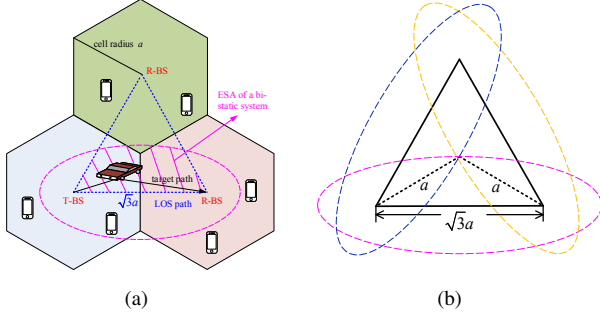 cell radius a
R-BS
ESA of a bi-
static system
target path
T-BS
√3a
LOS path
R-BS
a
a
√3a
(a)
(b)